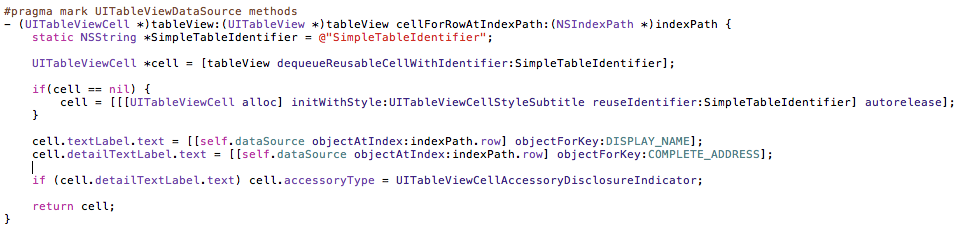 #pragma mark UITableViewDataSource methods
- (UITableViewCell *)tableView:(UITableView *)tableView cellForRowAtIndexPath:(NSIndexPath *)indexPath {
    static NSString *SimpleTableIdentifier = @"SimpleTableIdentifier";

    UITableViewCell *cell = [tableView dequeueReusableCellWithIdentifier:SimpleTableIdentifier];

    if(cell == nil) {
        cell = [[[UITableViewCell alloc] initWithStyle:UITableViewCellStyleSubtitle reuseIdentifier:SimpleTableIdentifier] autorelease];
    }

    cell.textLabel.text = [[self.dataSource objectAtIndex:indexPath.row] objectForKey:DISPLAY_NAME];
    cell.detailTextLabel.text = [[self.dataSource objectAtIndex:indexPath.row] objectForKey:COMPLETE_ADDRESS];

    if (cell.detailTextLabel.text) cell.accessoryType = UITableViewCellAccessoryDisclosureIndicator;

    return cell;
}